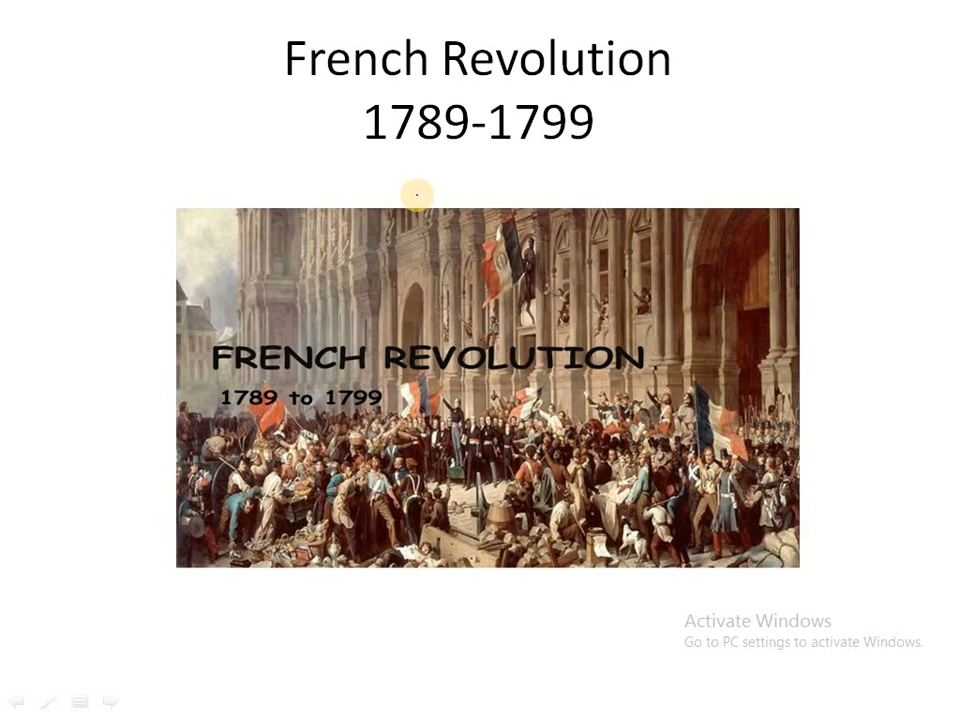 French Revolution
1789-1799
FRENCH REVOLUTION
1789 to 1799
Activate Windows
Go to PC settings to activate Windows.